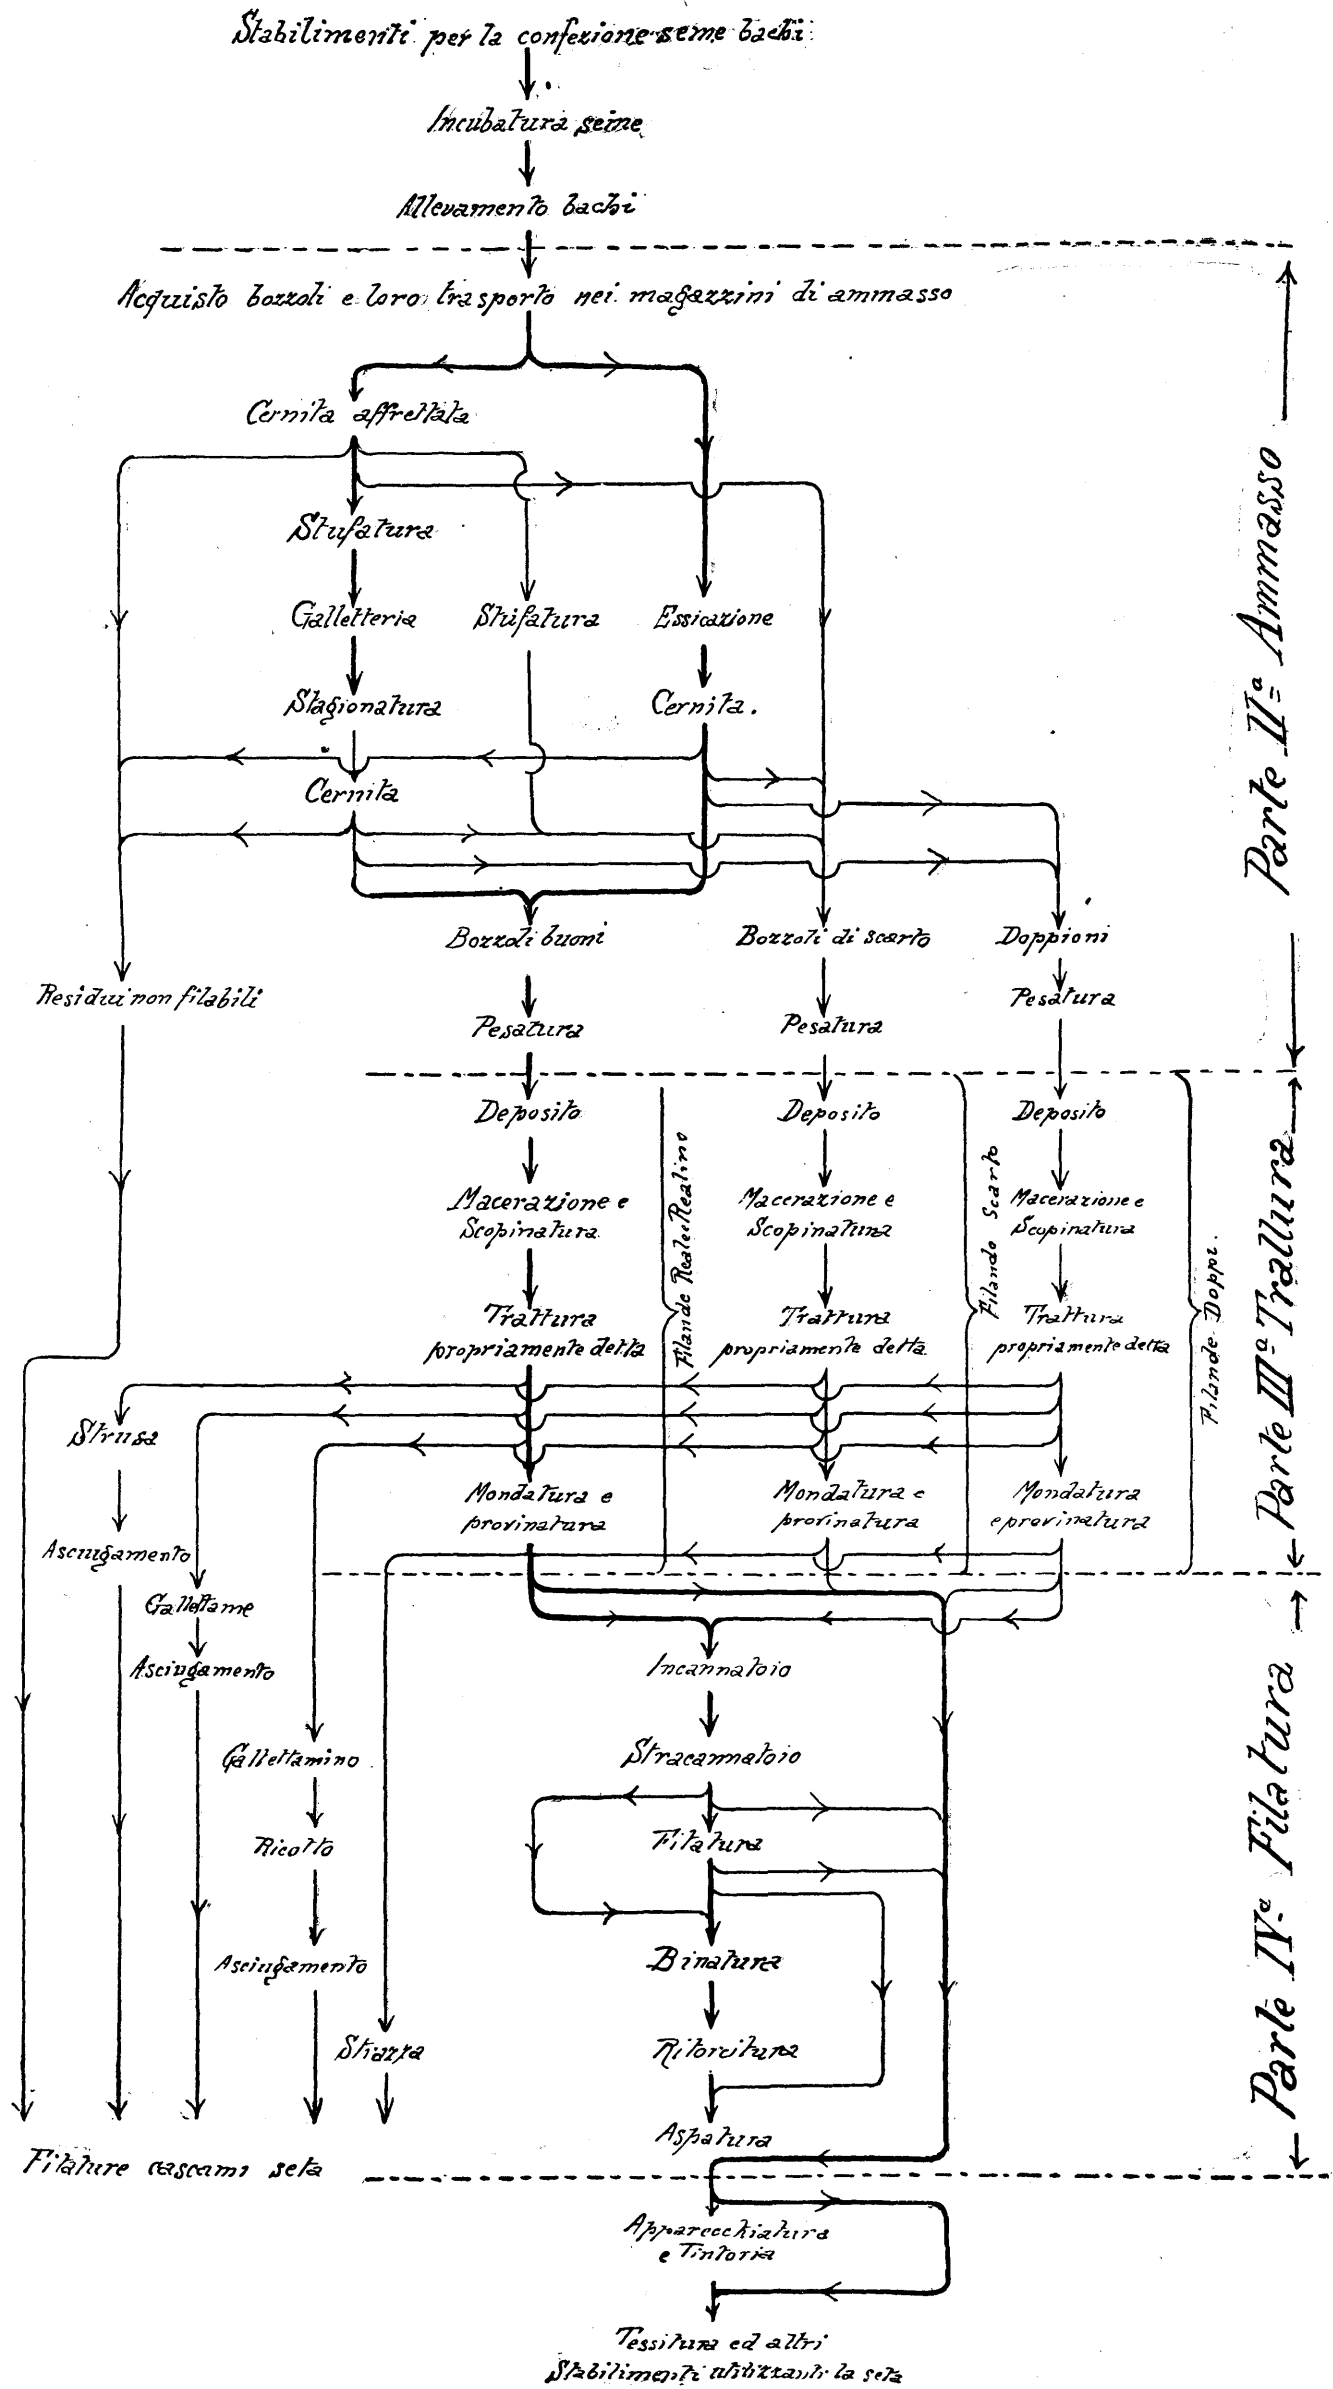 Stabilimenti per la confezione seme bachi
Incubatura seme
Allevamento bachi
Acquisto bozzoli e loro trasporto nei magazzini di ammasso
Cernita affrettata
Stufatura
Galletteria
Stufatura
Essicazione
Stagionatura
Cernita.
Cernita
Bozzoli buoni
Bozzoli di scarto
Doppioni
Residui non filabili
Pesatura
Pesatura
Pesatura
Deposito
Deposito
Deposito
Macerazione e
Scopinatura
Macerazione e
Scopinatura
Macerazione e
Scopinatura
Trattura
propriamente detta
Trattura
propriamente detta
Trattura
propriamente detta
Filande Reale e Realino
Filande Scarto
Filande Doppi.
Strusa
Mondatura e
provinatura
Mondatura e
provinatura
Mondatura
e provinatura
Asciugamento
Gallettame
Asciugamento
Incannatoio
Gallettamino
Stracannatoio
Ricotto
Filatura
Asciugamento
Binatura
Strazza
Ritorcitura
Aspatura
Filature cascami seta
Apparecchiatura
e Tintoria
Tessitura ed altri
Stabilimenti utilizzanti la seta
Parte IIª Ammasso
Parte IIIª Trattura
Parte IVª Filatura